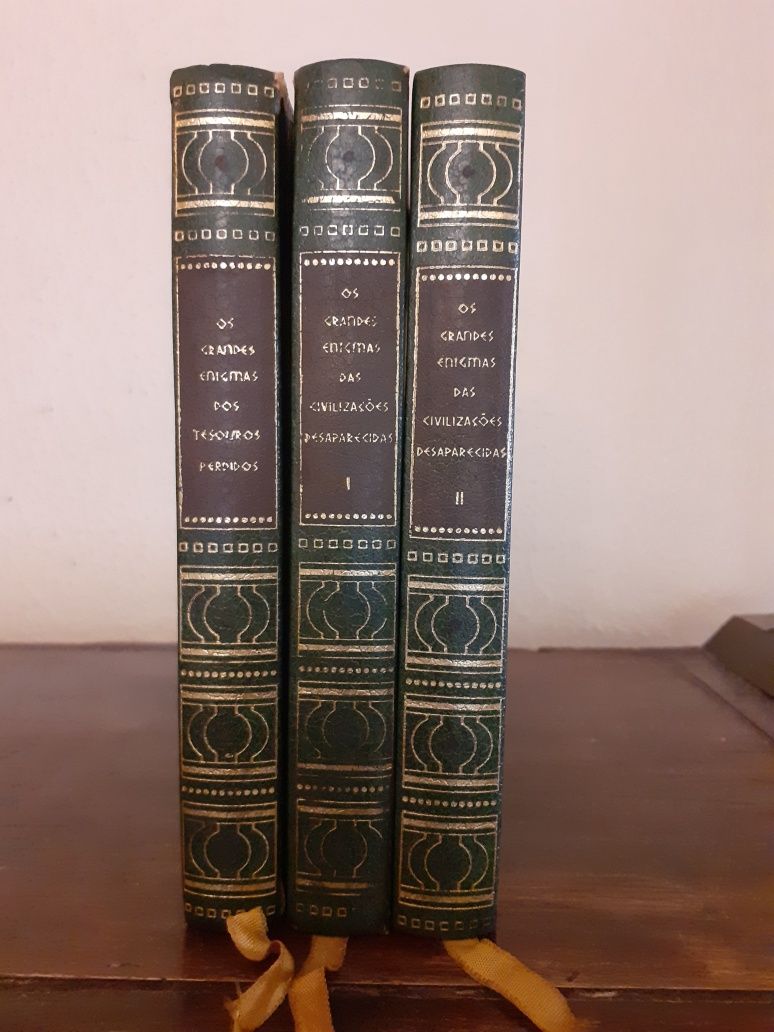 OS
GRANDES
ENIGMAS
DOS
TESOUROS
PERDIDOS
OS
GRANDES
ENIGMAS
DAS
CIVILIZAÇÕES
DESAPARECIDAS
I
OS
GRANDES
ENIGMAS
DAS
CIVILIZAÇÕES
DESAPARECIDAS
II